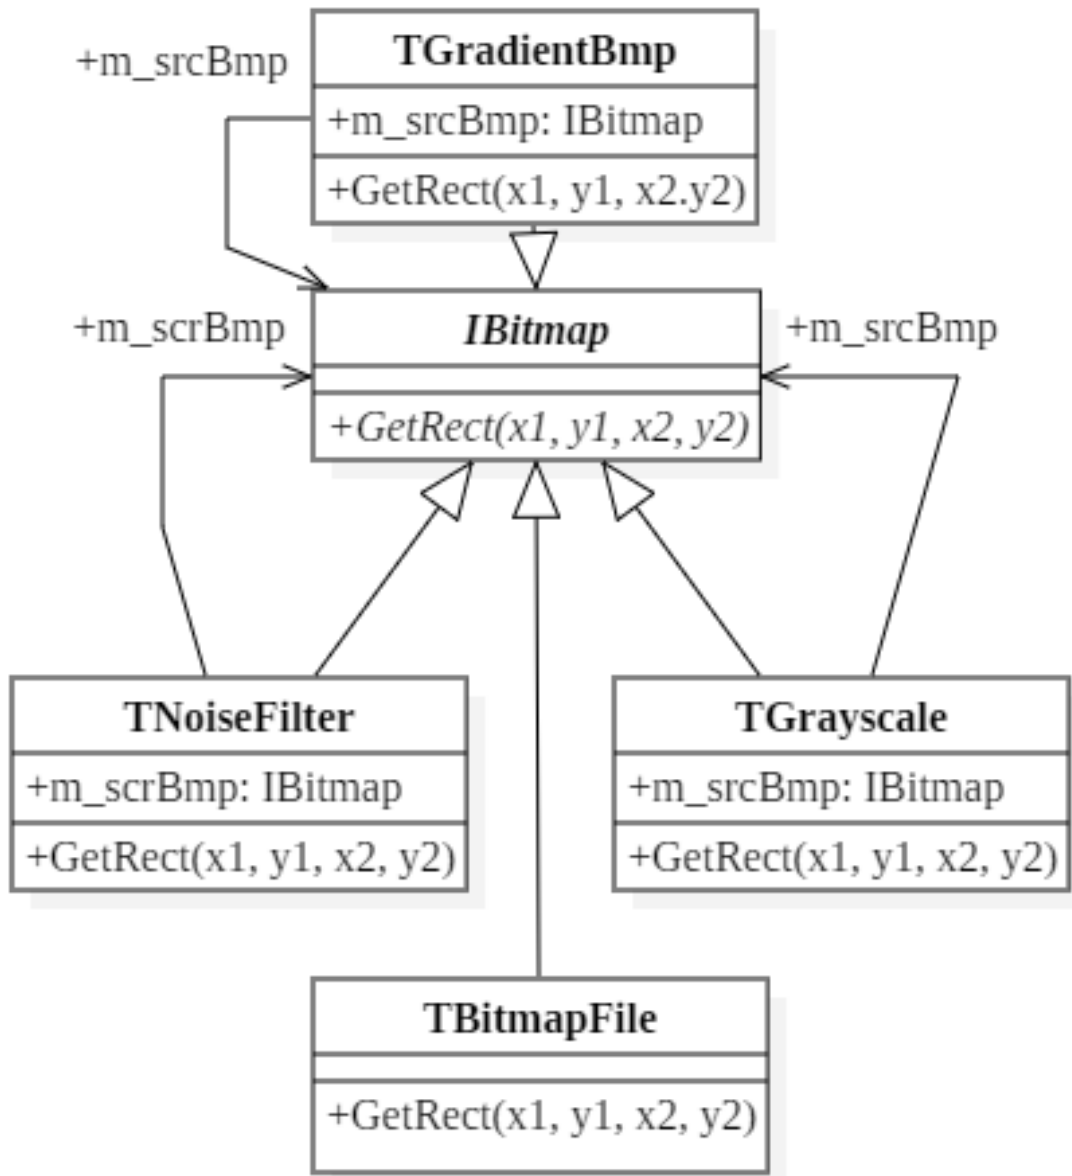 +m_srcBmp
TGradientBmp
+m_srcBmp: IBitmap
+GetRect(x1, y1, x2.y2)
+m_scrBmp
IBitmap
+m_srcBmp
+GetRect(x1, y1, x2, y2)
TNoiseFilter
+m_scrBmp: IBitmap
+GetRect(x1, y1, x2, y2)
TGrayscale
+m_srcBmp: IBitmap
+GetRect(x1, y1, x2, y2)
TBitmapFile
+GetRect(x1, y1, x2, y2)